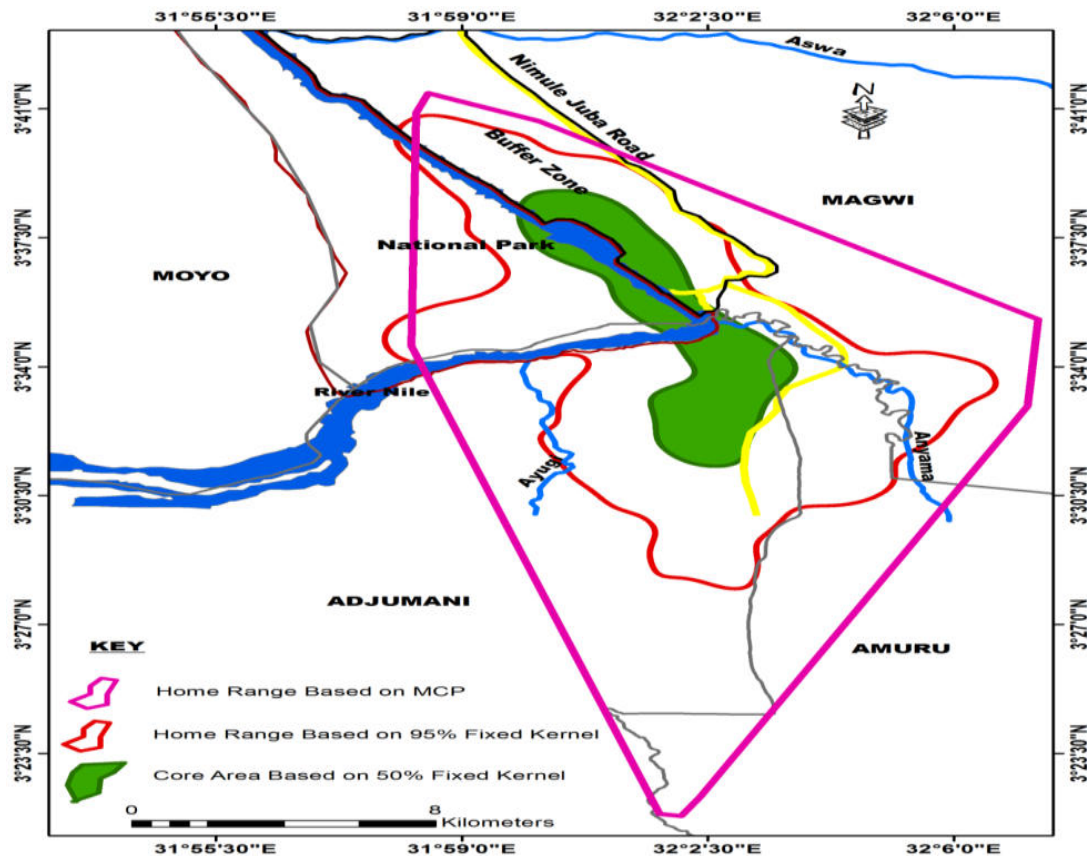 31°55'30"E 31°59'0"E 32°2'30"E 32°6'0"E
Aswa
Nimule Juba Road
N
3°41'0"N 3°41'0"N
Buffer Zone
MAGWI
3°37'30"N 3°37'30"N
National Park
MOYO
3°34'0"N 3°34'0"N
River Nile
Anyama
Ayugi
3°30'30"N 3°30'30"N
ADJUMANI
3°27'0"N 3°27'0"N
KEY
AMURU
Home Range Based on MCP
Home Range Based on 95% Fixed Kernel
3°23'30"N 3°23'30"N
Core Area Based on 50% Fixed Kernel
0 8
Kilometers
31°55'30"E 31°59'0"E 32°2'30"E 32°6'0"E